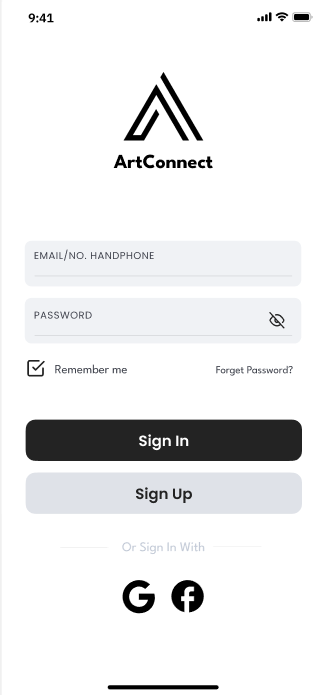 9:41
ArtConnect
EMAIL/NO. HANDPHONE
PASSWORD
Remember me
Forget Password?
Sign In
Sign Up
Or Sign In With